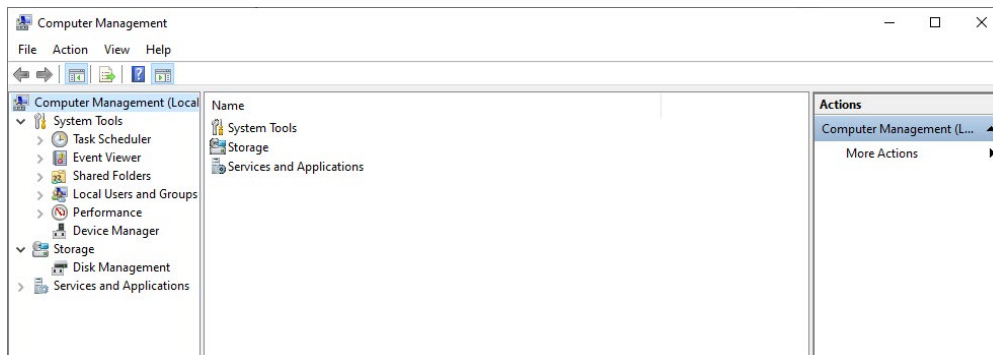 Computer Management
File Action View Help
Computer Management (Local
System Tools
Task Scheduler
Event Viewer
Shared Folders
Local Users and Groups
Performance
Device Manager
Storage
Disk Management
Services and Applications
Name
System Tools
Storage
Services and Applications
Actions
Computer Management (L...
More Actions